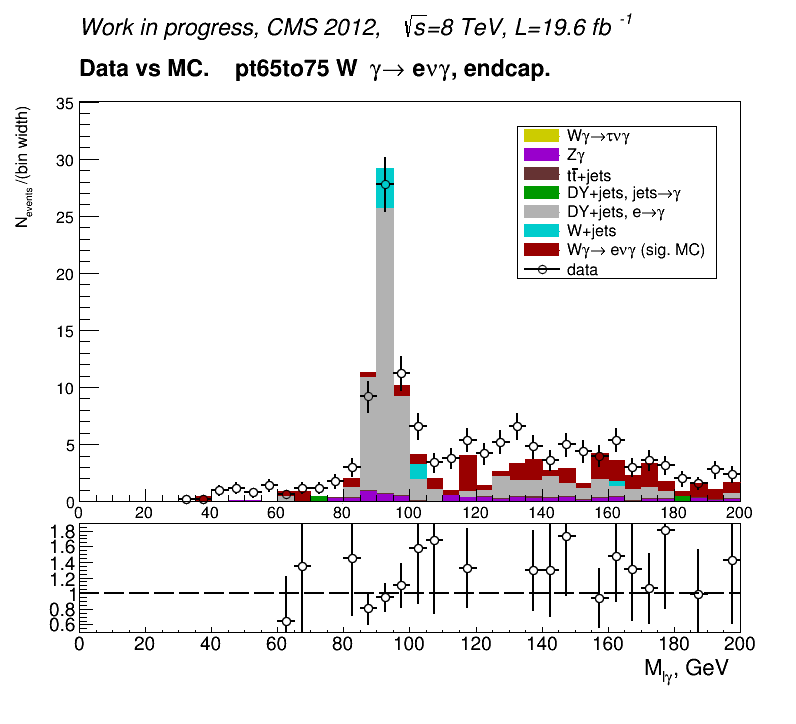 Work in progress, CMS 2012, √s=8 TeV, L=19.6 fb ⁻¹
Data vs MC. pt65to75 W γ→ eνγ, endcap.
N_events /(bin width)
35
30
25
20
15
10
5
0
Wγ→τνγ
Zγ
tt̄+jets
DY+jets, jets→γ
DY+jets, e→γ
W+jets
Wγ→ eνγ (sig. MC)
data
0 20 40 60 80 100 120 140 160 180 200
1.8
1.6
1.4
1.2
1
0.8
0.6
0 20 40 60 80 100 120 140 160 180 200
M_lγ, GeV